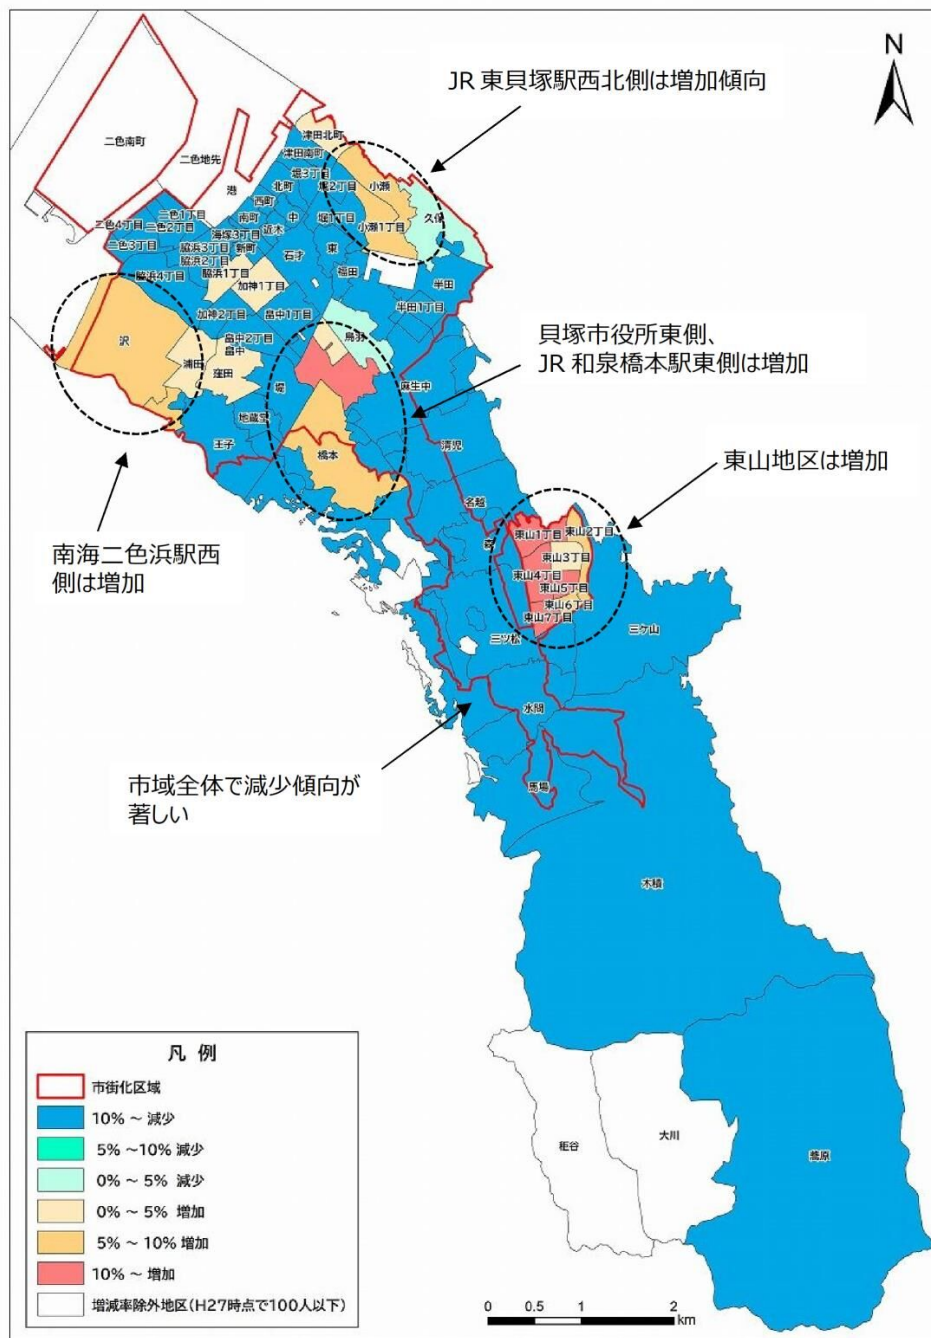 N
JR 東貝塚駅西北側は増加傾向
二色南町
二色地先
港
津田北町
津田南町
堀3丁目
北町
堀2丁目
小瀬
西町
久保
二色1丁目
南町
中
堀1丁目
小瀬1丁目
二色4丁目
二色2丁目
海塚3丁目
近木
二色3丁目
脇浜3丁目
新町
石才
東
脇浜2丁目
脇浜4丁目
脇浜1丁目
福田
半田
加神1丁目
半田1丁目
加神2丁目
畠中1丁目
沢
畠中2丁目
鳥羽
畠中
浦田
窪田
堤
麻生中
地蔵堂
王子
橋本
清児
名越
森
貝塚市役所東側、
JR 和泉橋本駅東側は増加
東山地区は増加
南海二色浜駅西
側は増加
東山1丁目
東山2丁目
東山3丁目
東山4丁目
東山5丁目
東山6丁目
東山7丁目
三ツ松
三ケ山
水間
市域全体で減少傾向が
著しい
馬場
木積
秬谷
大川
蕎原
凡 例
市街化区域
10% ～ 減少
5% ～10% 減少
0% ～ 5% 減少
0% ～ 5% 増加
5% ～ 10% 増加
10% ～ 増加
増減率除外地区(H27時点で100人以下)
0 0.5 1 2
km